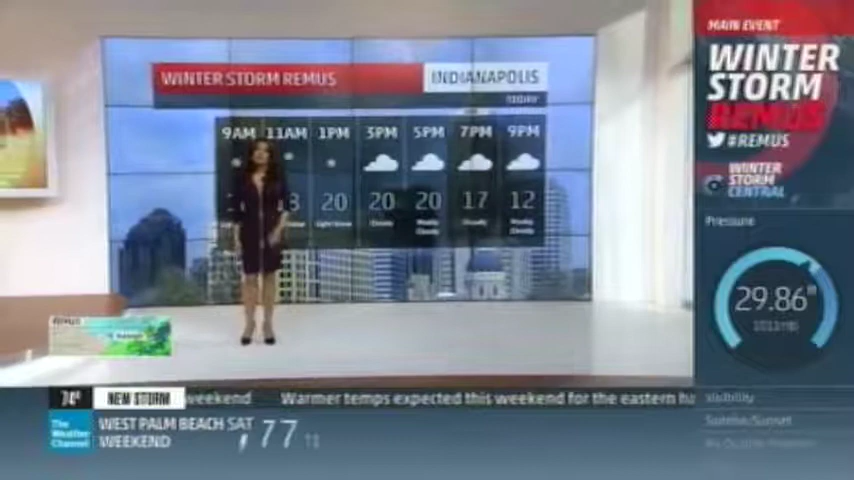 MAIN EVENT
WINTER
STORM
REMUS
#REMUS
WINTER
STORM
CENTRAL
WINTER STORM REMUS
INDIANAPOLIS
TODAY
9AM 11AM 1PM 3PM 5PM 7PM 9PM
20 20 20 17 12
Light Snow Cloudy Mostly Cloudy Cloudy Mostly Cloudy
Pressure
29.86
REMUS
Visibility
Sunrise/Sunset
74° NEW STORM weekend Warmer temps expected this weekend for the eastern ha
The
Weather
Channel
WEST PALM BEACH SAT
WEEKEND 77